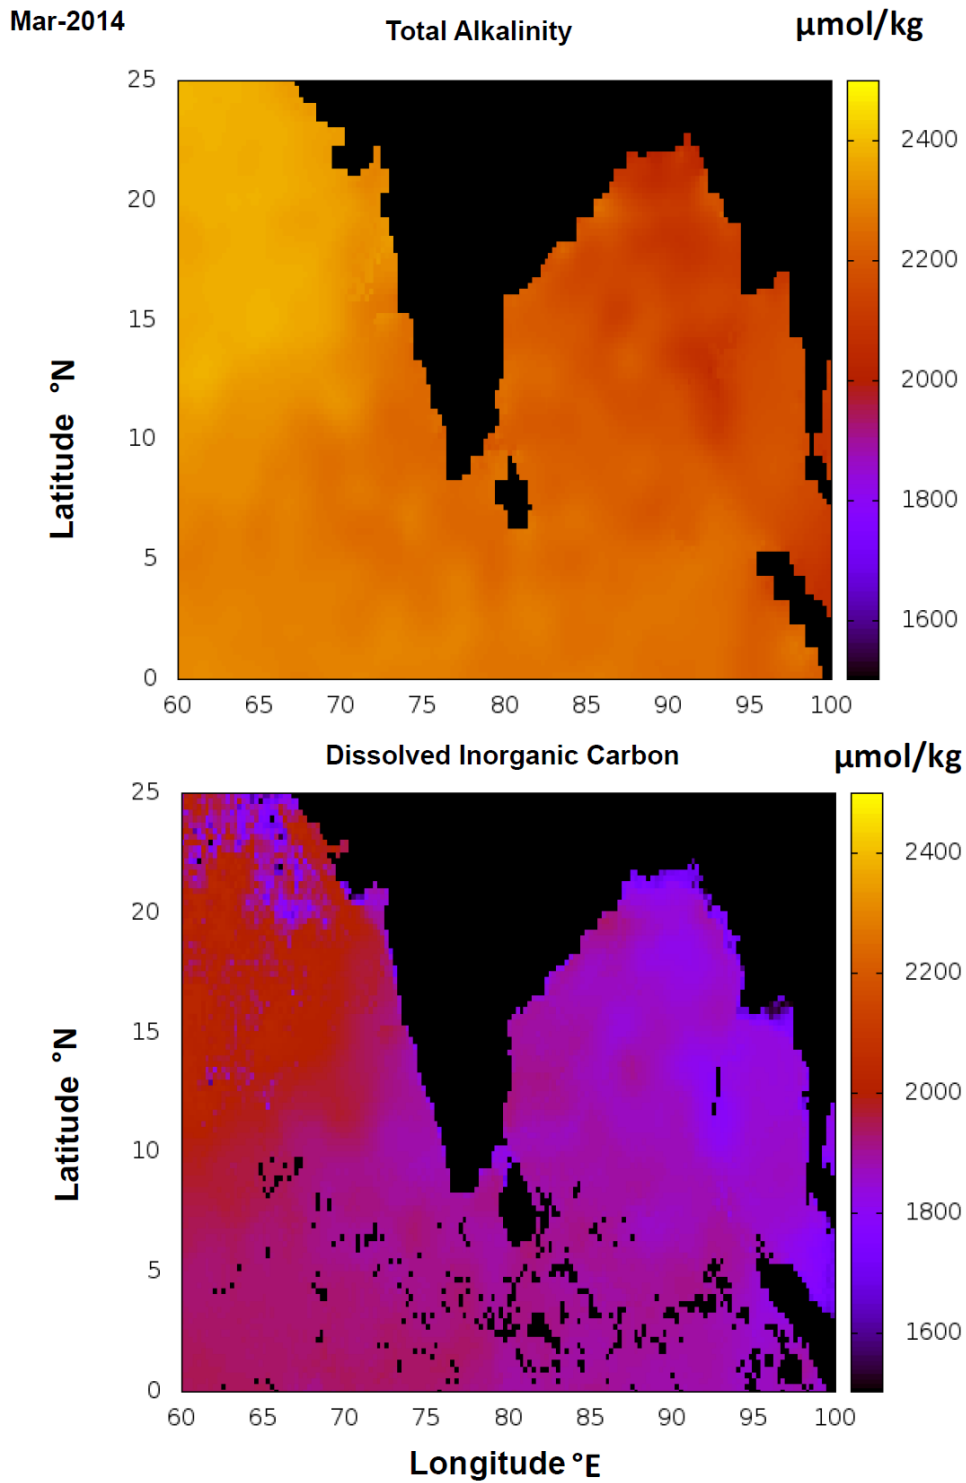 Mar-2014
Total Alkalinity
µmol/kg
25
20
15
10
5
0
Latitude °N
60 65 70 75 80 85 90 95 100
2400
2200
2000
1800
1600
Dissolved Inorganic Carbon
µmol/kg
25
20
15
10
5
0
Latitude °N
60 65 70 75 80 85 90 95 100
2400
2200
2000
1800
1600
Longitude °E